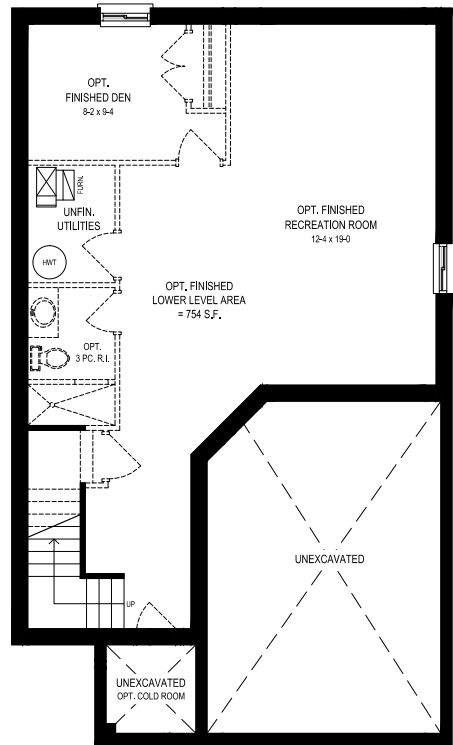 OPT.
FINISHED DEN
8-2 x 9-4
FURN.
UNFIN.
UTILITIES
HWT
OPT. FINISHED
RECREATION ROOM
12-4 x 19-0
OPT. FINISHED
LOWER LEVEL AREA
= 754 S.F.
OPT.
3 PC. R.I.
UNEXCAVATED
UP
UNEXCAVATED
OPT. COLD ROOM